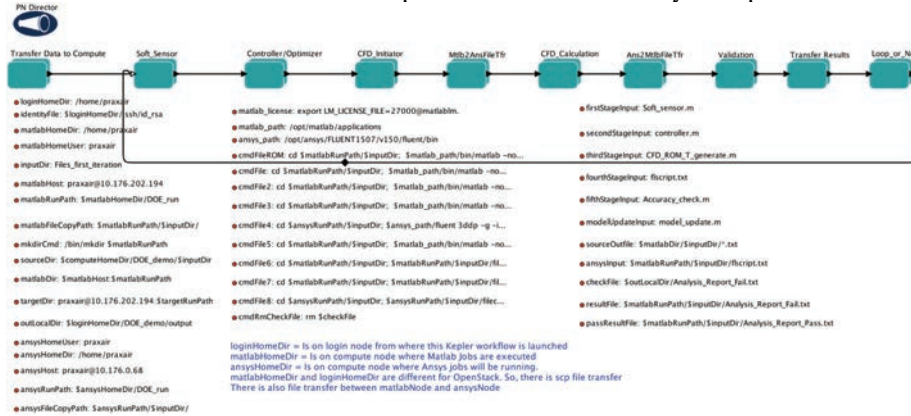 PN Director
Transfer Data to Compute
Soft_Sensor
Controller/Optimizer
CFD_Initiator
Mtlb2AnsFileTfr
CFD_Calculation
Ans2MtlbFileTfr
Validation
Transfer Results
Loop_or_N
loginHomeDir: /home/praxair
identityFile: $loginHomeDir/.ssh/id_rsa
matlabHomeDir: /home/praxair
matlabHomeUser: praxair
inputDir: Files_first_iteration
matlabHost: praxair@10.176.202.194
matlabRunPath: $matlabHomeDir/DOE_run
matlabFileCopyPath: $matlabRunPath/$inputDir/
mkdirCmd: /bin/mkdir $matlabRunPath
sourceDir: $computeHomeDir/DOE_demo/$inputDir
matlabDir: $matlabHost:$matlabRunPath
targetDir: praxair@10.176.202.194:$targetRunPath
outLocalDir: $loginHomeDir/DOE_demo/output
ansysHomeUser: praxair
ansysHomeDir: /home/praxair
ansysHost: praxair@10.176.0.68
ansysRunPath: $ansysHomeDir/DOE_run
ansysFileCopyPath: $ansysRunPath/$inputDir/
matlab_license: export LM_LICENSE_FILE=27000@matlablm.
matlab_path: /opt/matlab/applications
ansys_path: /opt/ansys/FLUENT1507/v150/fluent/bin
cmdFileROM: cd $matlabRunPath/$inputDir; $matlab_path/bin/matlab -no...
cmdFile: cd $matlabRunPath/$inputDir; $matlab_path/bin/matlab -no...
cmdFile2: cd $matlabRunPath/$inputDir; $matlab_path/bin/matlab -no...
cmdFile3: cd $matlabRunPath/$inputDir; $matlab_path/bin/matlab -no...
cmdFile4: cd $ansysRunPath/$inputDir; $ansys_path/fluent 3ddp -g -i...
cmdFile5: cd $matlabRunPath/$inputDir; $matlab_path/bin/matlab -no...
cmdFile6: cd $matlabRunPath/$inputDir; $matlabRunPath/$inputDir/fil...
cmdFile7: cd $matlabRunPath/$inputDir; $matlabRunPath/$inputDir/fil...
cmdFile8: cd $ansysRunPath/$inputDir; $ansysRunPath/$inputDir/filec...
cmdRmCheckFile: rm $checkFile
firstStageInput: Soft_sensor.m
secondStageInput: controller.m
thirdStageInput: CFD_ROM_T_generate.m
fourthStageInput: flscript.txt
fifthStageInput: Accuracy_check.m
modelUpdateInput: model_update.m
sourceOutfile: $matlabDir/$inputDir/*.txt
ansysInput: $matlabRunPath/$inputDir/flscript.txt
checkFile: $outLocalDir/Analysis_Report_Fail.txt
resultFile: $matlabRunPath/$inputDir/Analysis_Report_Fail.txt
passResultFile: $matlabRunPath/$inputDir/Analysis_Report_Pass.txt
loginHomeDir = Is on login node from where this Kepler workflow is launched
matlabHomeDir = Is on compute node where Matlab Jobs are executed
ansysHomeDir = Is on compute node where Ansys jobs will be running.
matlabHomeDir and loginHomeDir are different for OpenStack. So, there is scp file transfer
There is also file transfer between matlabNode and ansysNode